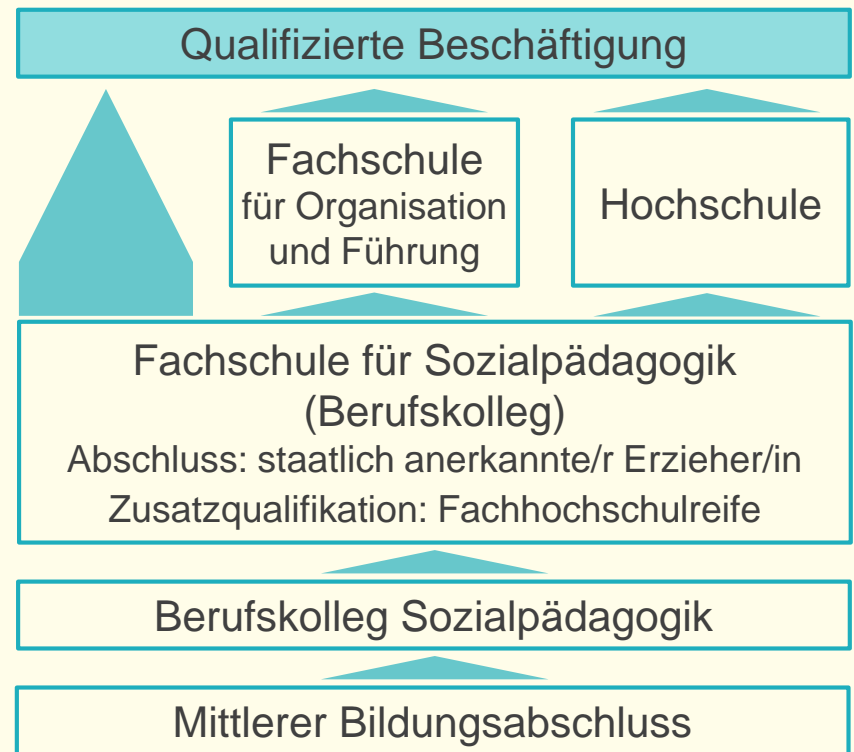 Qualifizierte Beschäftigung
Fachschule
für Organisation
und Führung
Hochschule
Fachschule für Sozialpädagogik
(Berufskolleg)
Abschluss: staatlich anerkannte/r Erzieher/in
Zusatzqualifikation: Fachhochschulreife
Berufskolleg Sozialpädagogik
Mittlerer Bildungsabschluss